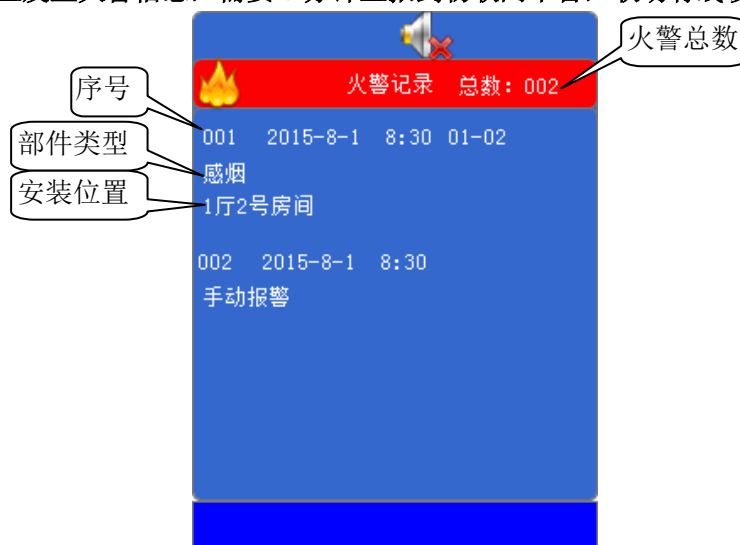 火警总数
火警记录 总数：002
序号
001 2015-8-1 8:30 01-02
部件类型
感烟
安装位置
1厅2号房间
002 2015-8-1 8:30
手动报警